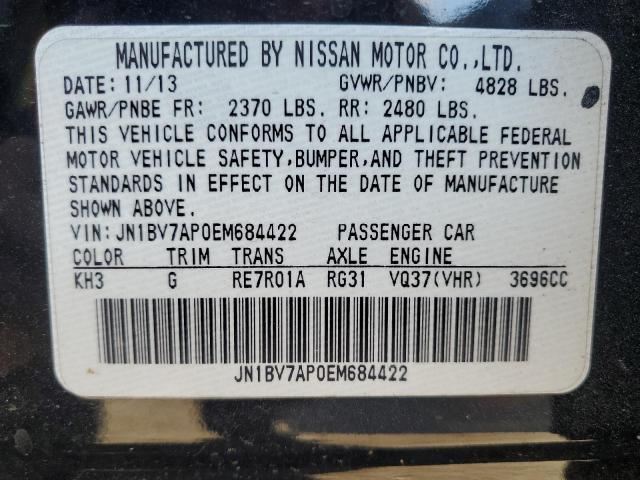 MANUFACTURED BY NISSAN MOTOR CO.,LTD.
DATE: 11/13 GVWR/PNBV: 4828 LBS.
GAWR/PNBE FR: 2370 LBS. RR: 2480 LBS.
THIS VEHICLE CONFORMS TO ALL APPLICABLE FEDERAL
MOTOR VEHICLE SAFETY,BUMPER,AND THEFT PREVENTION
STANDARDS IN EFFECT ON THE DATE OF MANUFACTURE
SHOWN ABOVE.
VIN:JN1BV7AP0EM684422 PASSENGER CAR
COLOR TRIM TRANS AXLE ENGINE
KH3 G RE7R01A RG31 VQ37(VHR) 3696CC
JN1BV7AP0EM684422